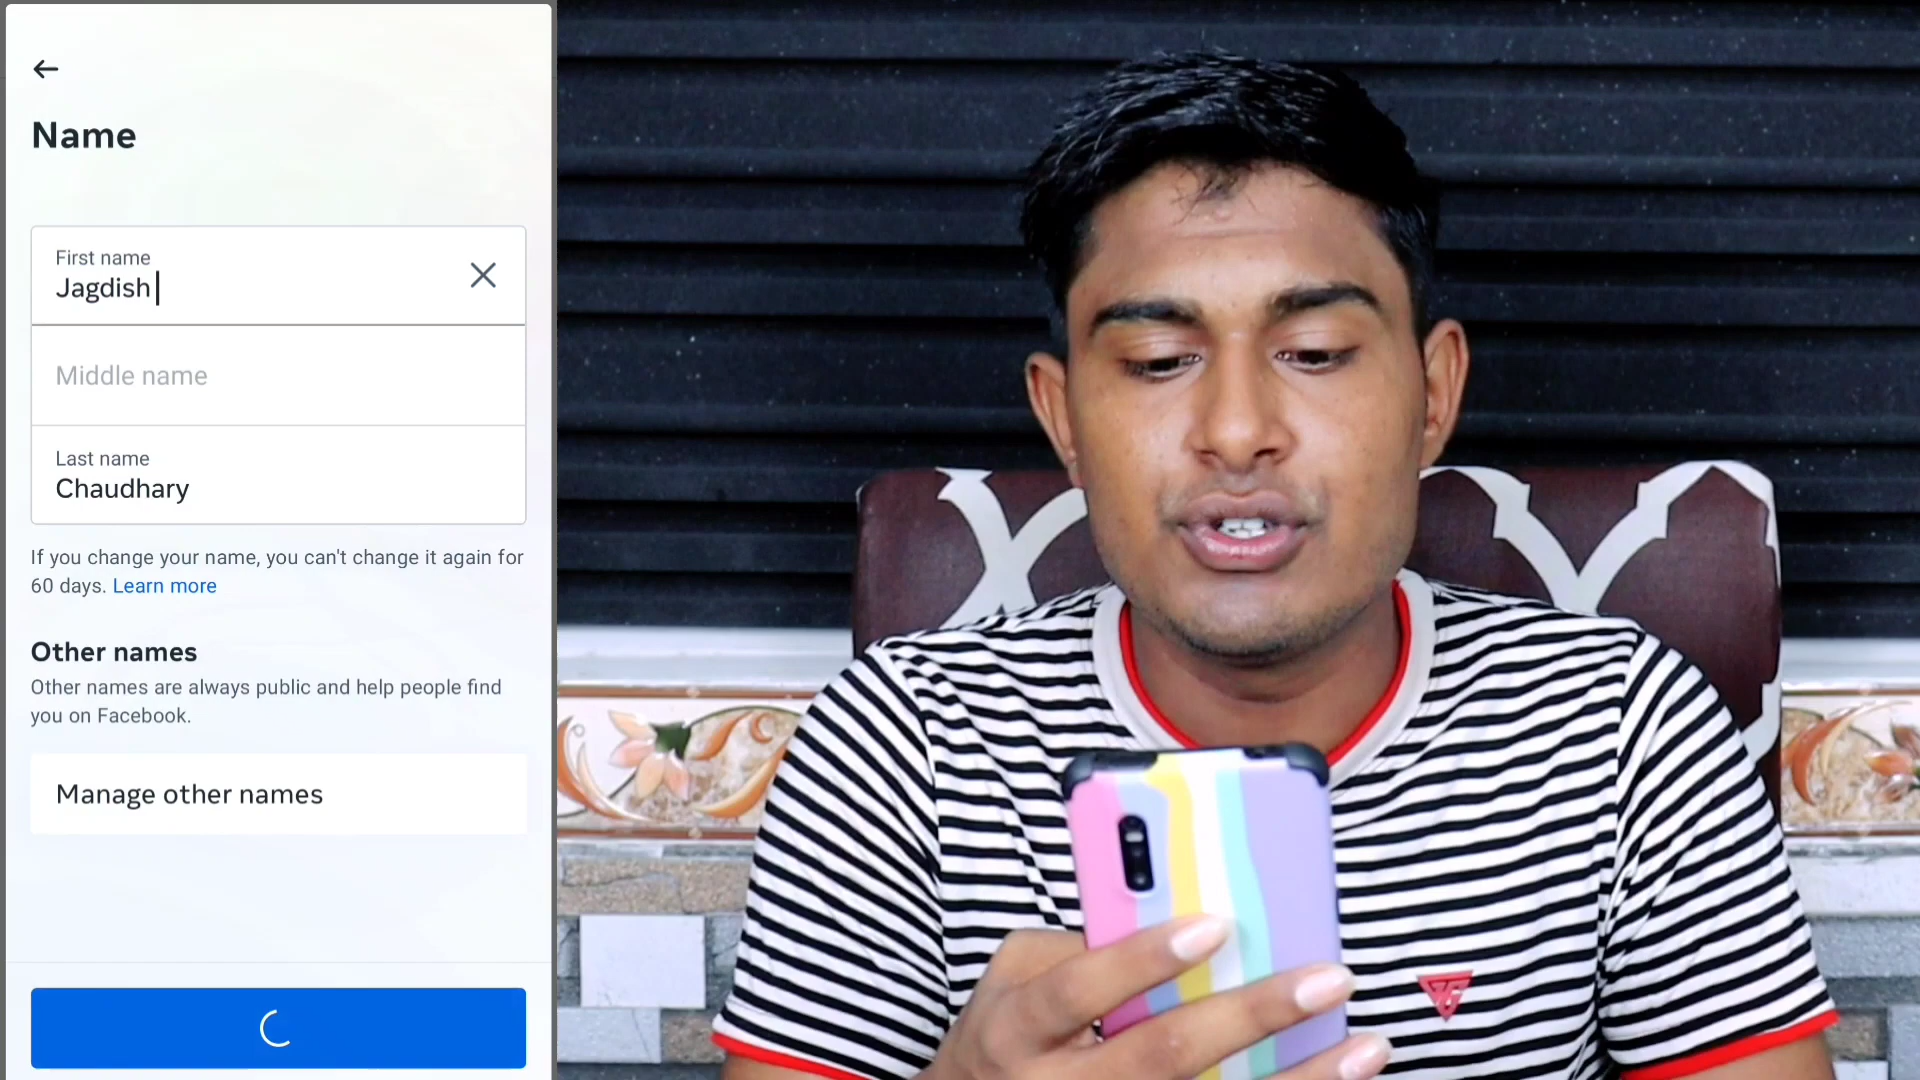 Name
First name
Jagdish
Middle name
Last name
Chaudhary
If you change your name, you can't change it again for
60 days. Learn more
Other names
Other names are always public and help people find
you on Facebook.
Manage other names